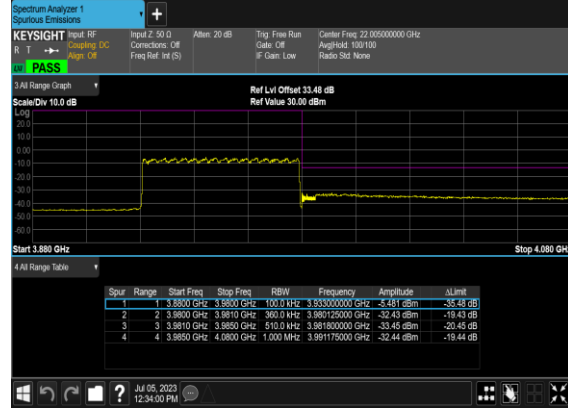 Spectrum Analyzer 1
Spurious Emissions
+
KEYSIGHT Input: RF
R T Coupling: DC
Align: Off
Input Z: 50 Ω
Corrections: Off
Freq Ref: Int (S)
Atten: 20 dB
Trig: Free Run
Gate: Off
IF Gain: Low
Center Freq: 22.005000000 GHz
Avg|Hold: 100/100
Radio Std: None
PASS
3 All Range Graph
Ref Lvl Offset 33.48 dB
Scale/Div 10.0 dB Ref Value 30.00 dBm
Log
20.0
10.0
0.00
-10.0
-20.0
-30.0
-40.0
-50.0
-60.0
Start 3.880 GHz Stop 4.080 GH
4 All Range Table
Spur Range Start Freq Stop Freq RBW Frequency Amplitude ΔLimit
1 1 3.8800 GHz 3.9800 GHz 100.0 kHz 3.933000000 GHz -5.481 dBm -35.48 dB
2 2 3.9800 GHz 3.9810 GHz 360.0 kHz 3.980125000 GHz -32.43 dBm -19.43 dB
3 3 3.9810 GHz 3.9850 GHz 510.0 kHz 3.981800000 GHz -33.45 dBm -20.45 dB
4 4 3.9850 GHz 4.0800 GHz 1.000 MHz 3.991175000 GHz -32.44 dBm -19.44 dB
? Jul 05, 2023
12:34:00 PM